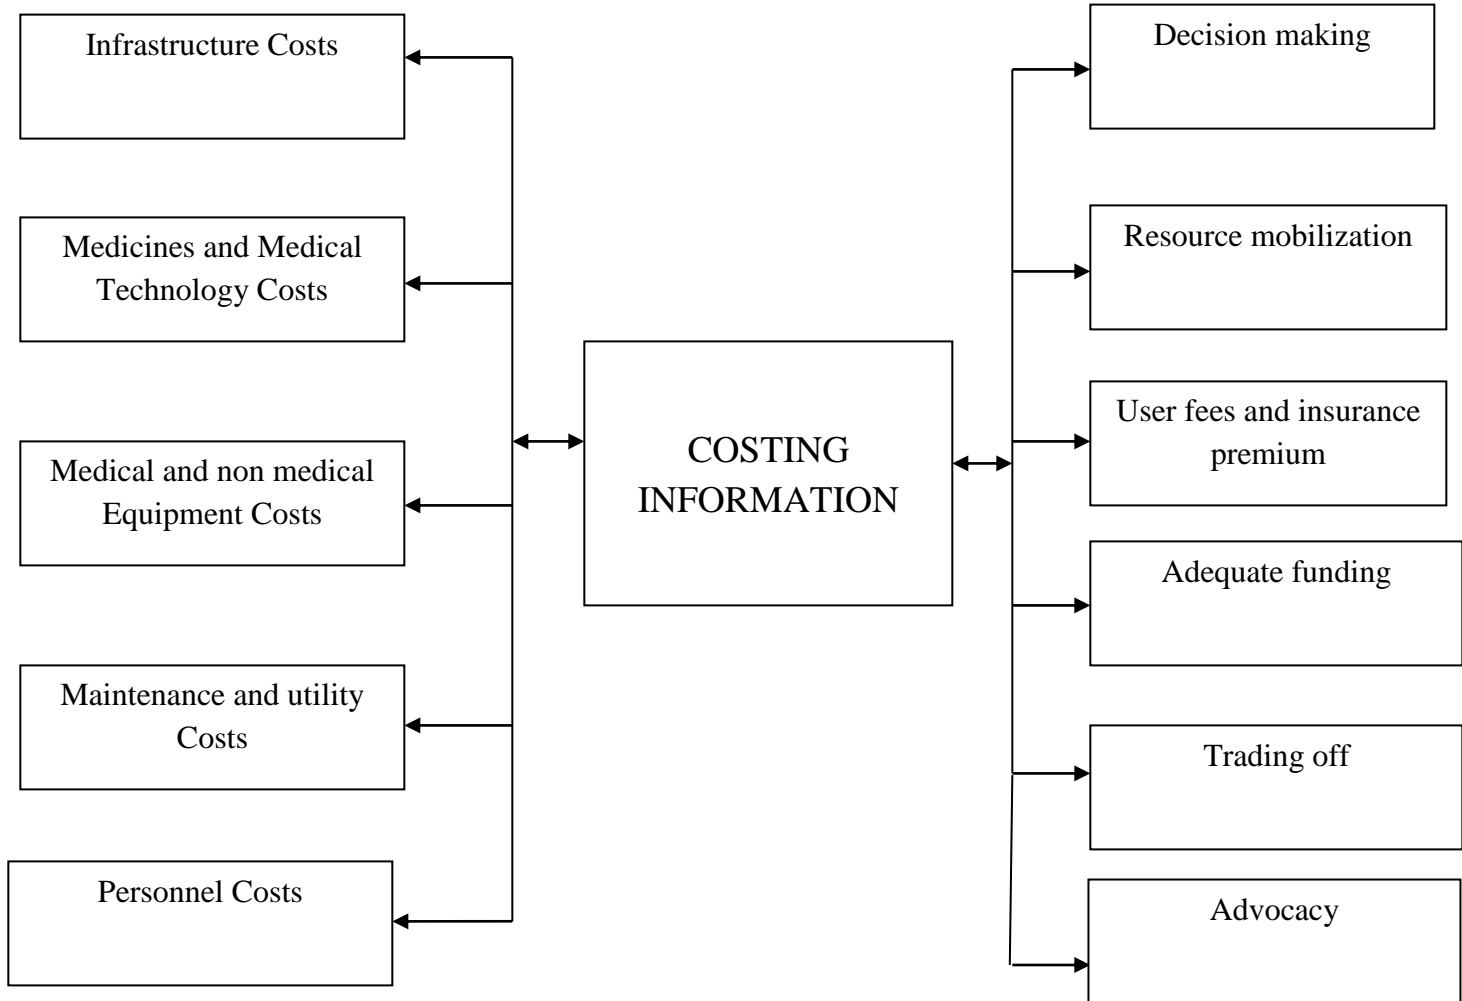 Infrastructure Costs
Medicines and Medical
Technology Costs
Medical and non medical
Equipment Costs
Maintenance and utility
Costs
Personnel Costs
COSTING
INFORMATION
Decision making
Resource mobilization
User fees and insurance
premium
Adequate funding
Trading off
Advocacy